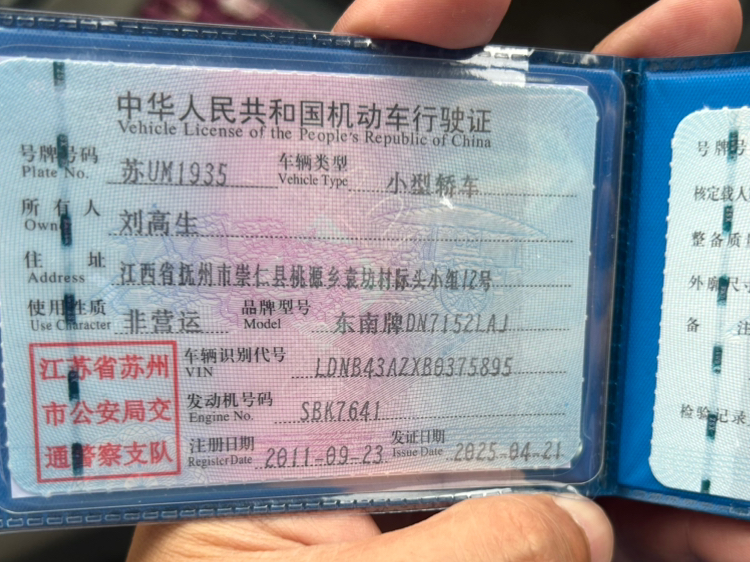 中华人民共和国机动车行驶证
Vehicle License of the People's Republic of China
号牌号码 苏UM1935 车辆类型 小型轿车
Plate No. Vehicle Type
所有人 刘高生
Owner
住址 江西省抚州市崇仁县桃源乡袁坊村际头小组12号
Address
使用性质 非营运 品牌型号 东南牌DN7152LAJ
Use Character Model
江苏省苏州
市公安局交
通警察支队
车辆识别代号 LDNB43AZXB0375895
VIN
发动机号码 SBK7641
Engine No.
注册日期 2011-09-23 发证日期 2025-04-21
Register Date Issue Date
号牌号
核定载人
整备质量
外廓尺寸
备 注
检验记录